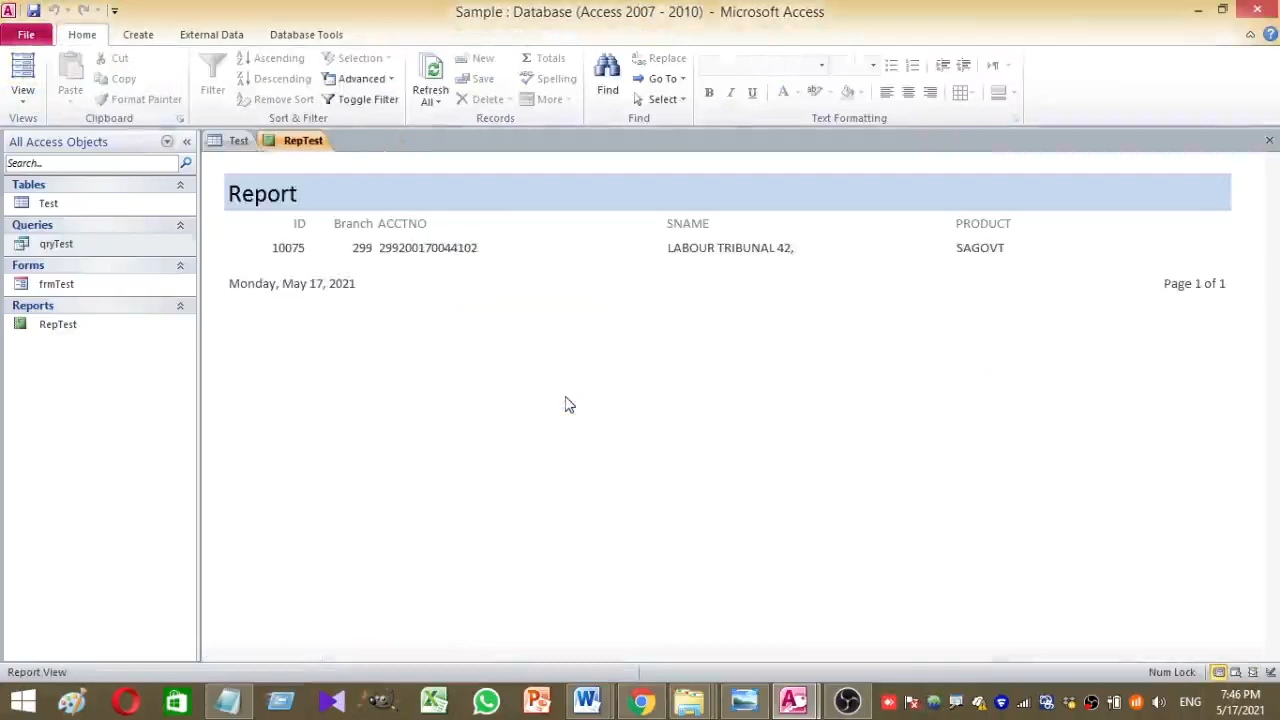 Sample : Database (Access 2007 - 2010) - Microsoft Access
File Home Create External Data Database Tools
View
Views
Paste
Cut
Copy
Format Painter
Clipboard
Filter
Ascending
Descending
Remove Sort
Selection
Advanced
Toggle Filter
Sort & Filter
Refresh
All
New
Save
Delete
Totals
Spelling
More
Records
Find
Replace
Go To
Select
Find
B I U A
Text Formatting
All Access Objects
Search...
Tables
Test
Queries
qryTest
Forms
frmTest
Reports
RepTest
Test RepTest
Report
ID Branch ACCTNO SNAME PRODUCT
10075 299 299200170044102 LABOUR TRIBUNAL 42, SAGOVT
Monday, May 17, 2021 Page 1 of 1
Report View Num Lock
ENG
7:46 PM
5/17/2021